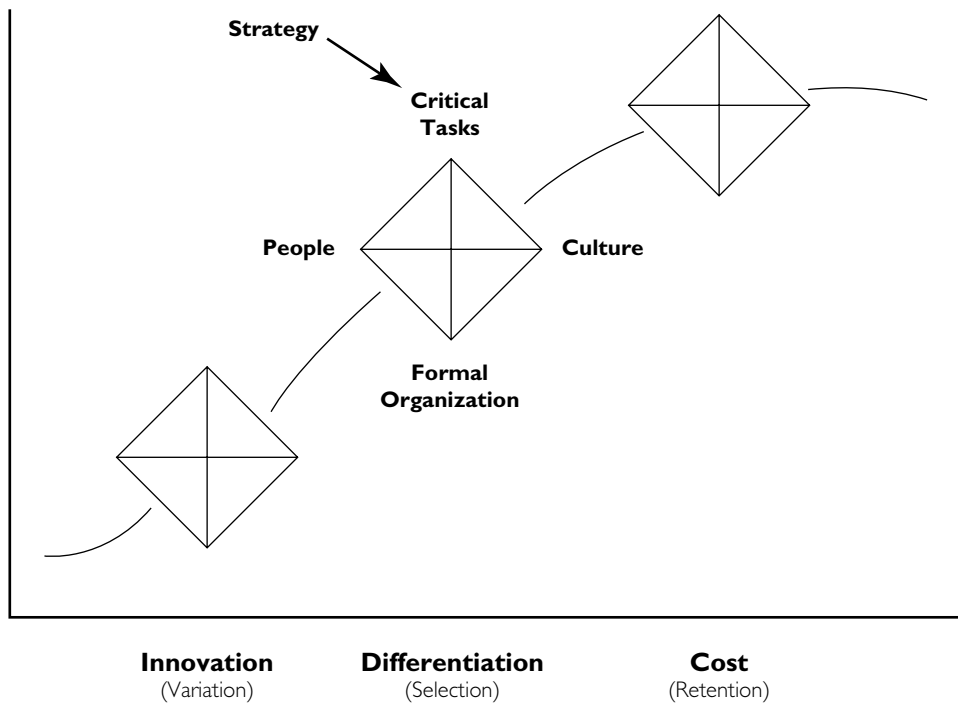 Strategy
Critical
Tasks
People
Culture
Formal
Organization
Innovation
(Variation)
Differentiation
(Selection)
Cost
(Retention)